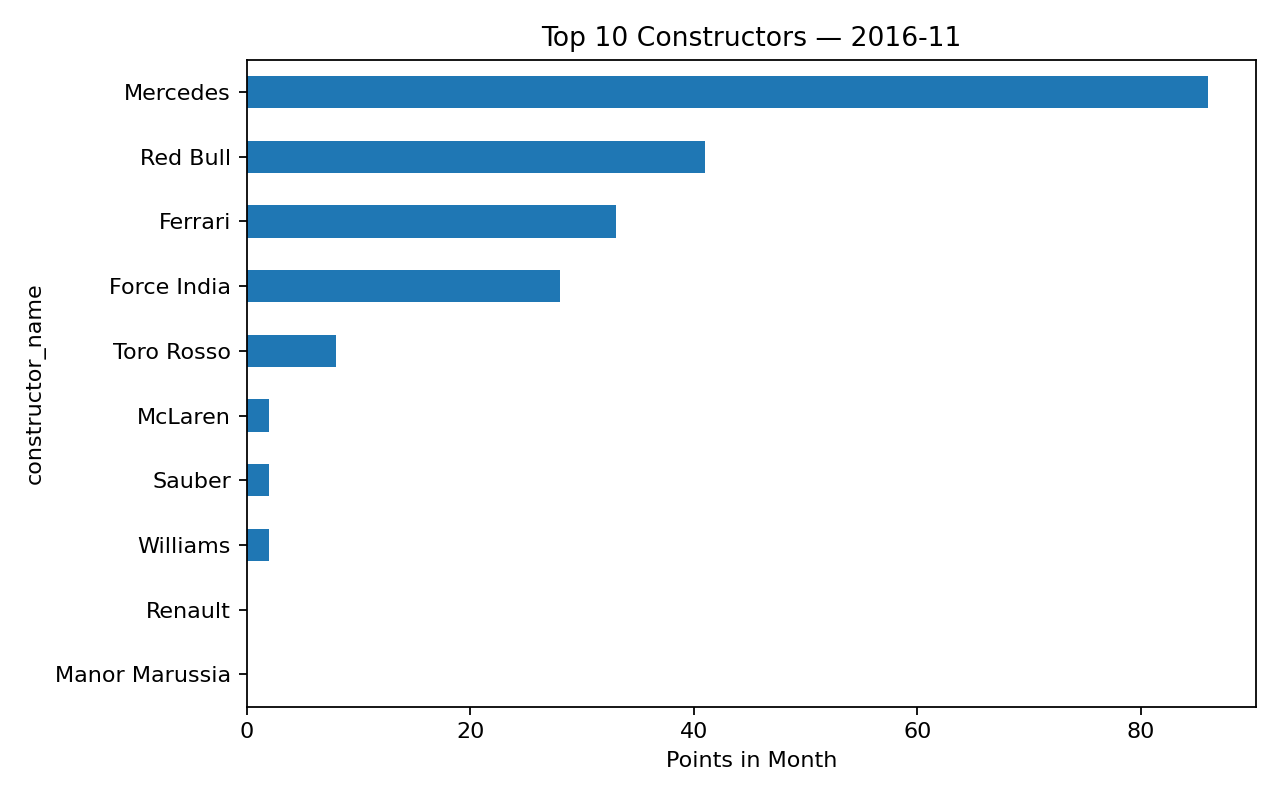 Top 10 Constructors — 2016-11
Mercedes
Red Bull
Ferrari
Force India
Toro Rosso
McLaren
Sauber
Williams
Renault
Manor Marussia
constructor_name
0 20 40 60 80
Points in Month